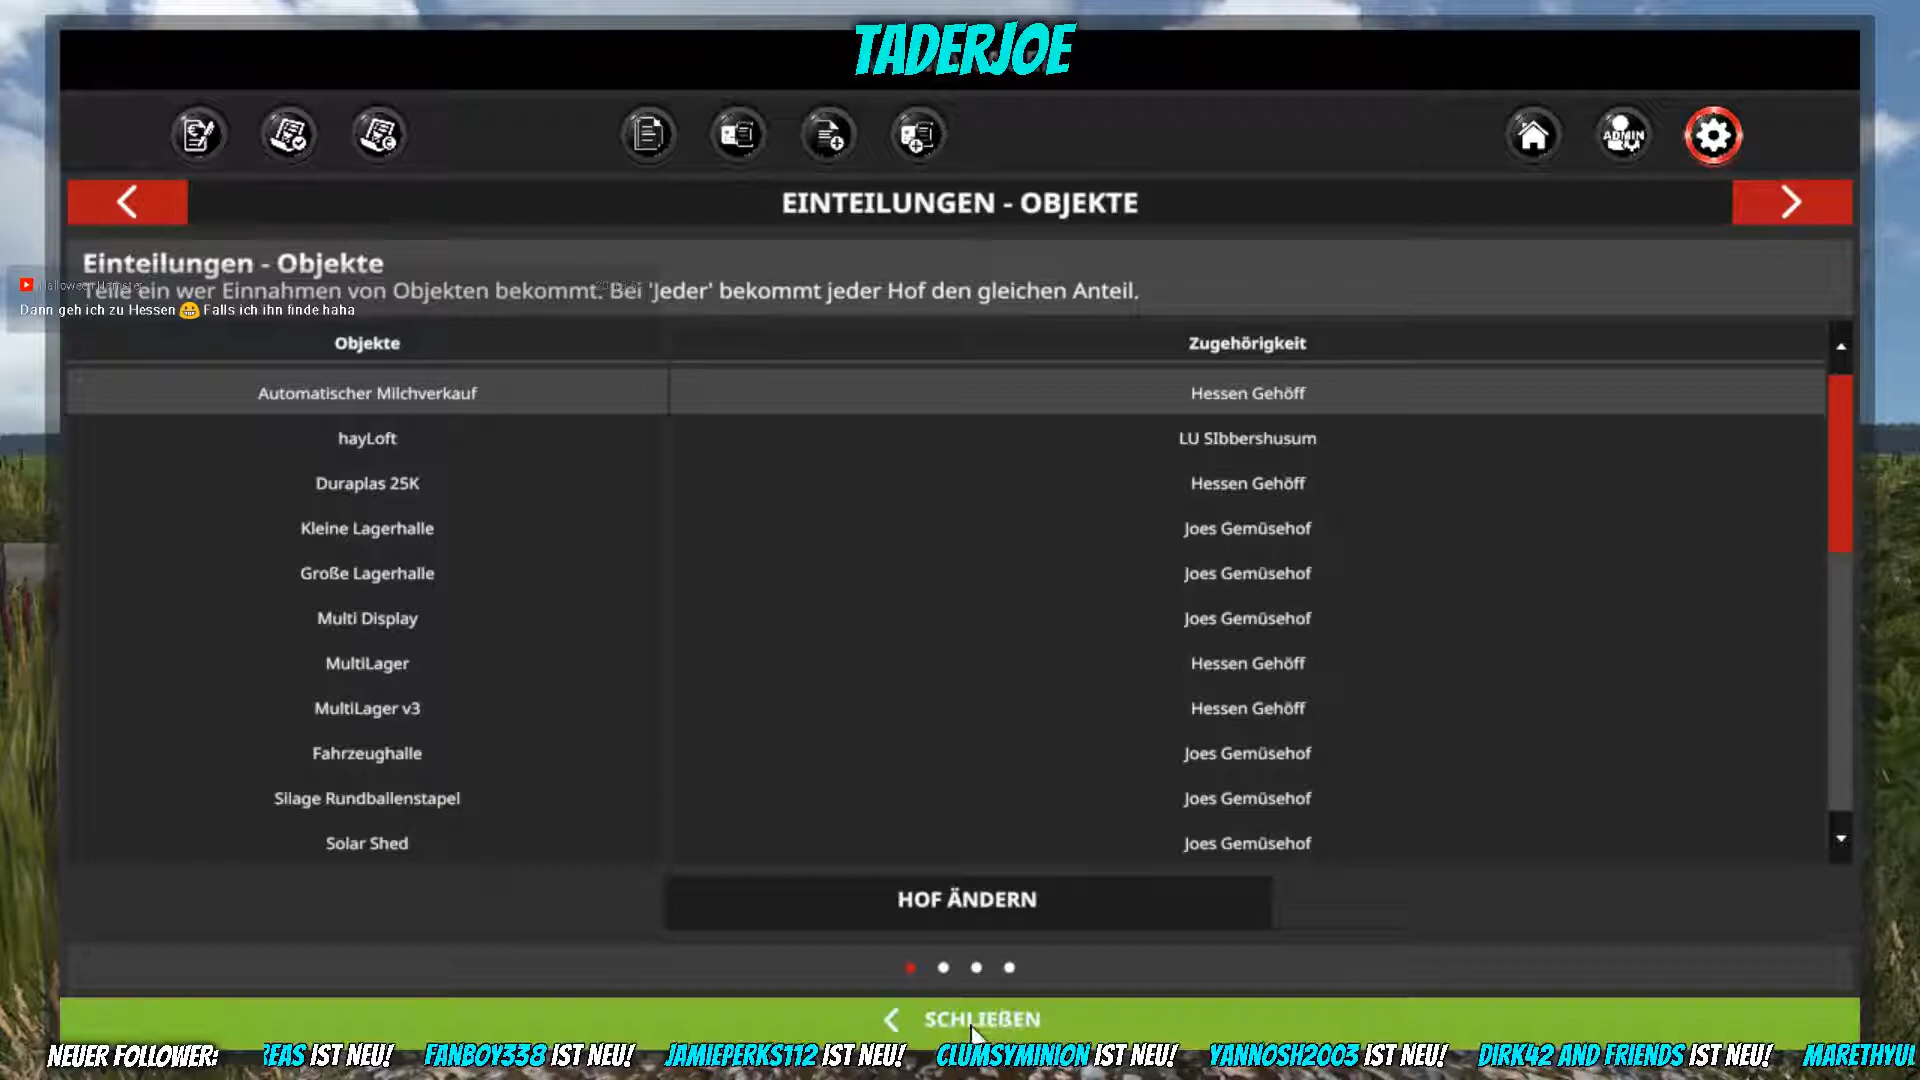 TADERJOE
ADMIN
EINTEILUNGEN - OBJEKTE
Einteilungen - Objekte
Teile ein wer Einnahmen von Objekten bekommt. Bei 'Jeder' bekommt jeder Hof den gleichen Anteil.
Dann geh ich zu Hessen 😀 Falls ich ihn finde haha
Objekte Zugehörigkeit
Automatischer Milchverkauf Hessen Gehöff
hayLoft LU SIbbershusum
Duraplas 25K Hessen Gehöff
Kleine Lagerhalle Joes Gemüsehof
Große Lagerhalle Joes Gemüsehof
Multi Display Joes Gemüsehof
MultiLager Hessen Gehöff
MultiLager v3 Hessen Gehöff
Fahrzeughalle Joes Gemüsehof
Silage Rundballenstapel Joes Gemüsehof
Solar Shed Joes Gemüsehof
HOF ÄNDERN
SCHLIEßEN
NEUER FOLLOWER: REAS IST NEU! FANBOY338 IST NEU! JAMIEPERKS112 IST NEU! CLUMSYMINION IST NEU! YANNOSH2003 IST NEU! DIRK42 AND FRIENDS IST NEU! MARETHYU